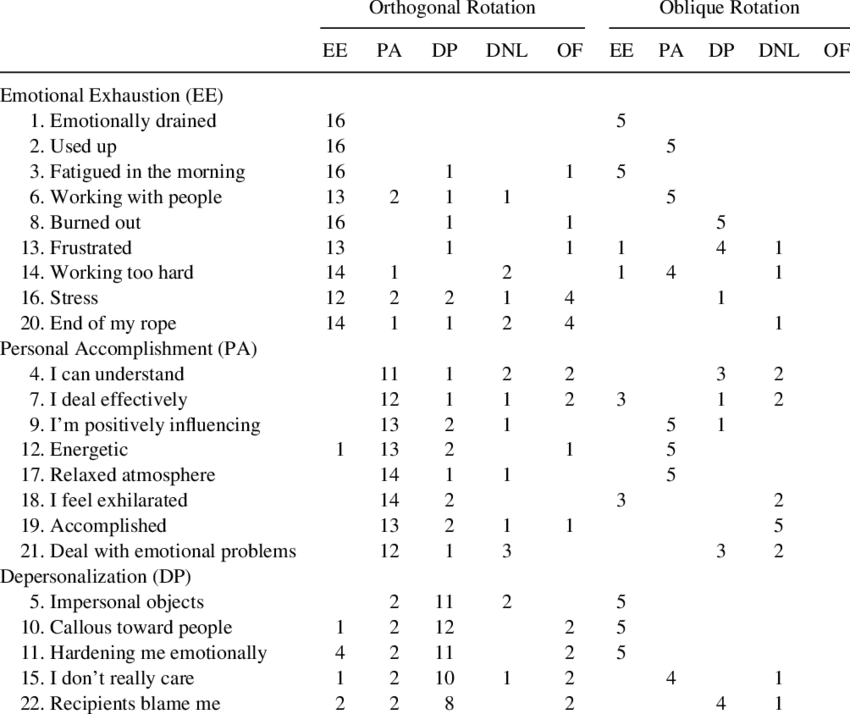 Orthogonal Rotation Oblique Rotation
EE PA DP DNL OF EE PA DP DNL OF
Emotional Exhaustion (EE)
1. Emotionally drained 16 5
2. Used up 16 5
3. Fatigued in the morning 16 1 1 5
6. Working with people 13 2 1 1 5
8. Burned out 16 1 1 5
13. Frustrated 13 1 1 1 4 1
14. Working too hard 14 1 2 1 4 1
16. Stress 12 2 2 1 4 1
20. End of my rope 14 1 1 2 4 1
Personal Accomplishment (PA)
4. I can understand 11 1 2 2 3 2
7. I deal effectively 12 1 1 2 3 1 2
9. I'm positively influencing 13 2 1 5 1
12. Energetic 1 13 2 1 5
17. Relaxed atmosphere 14 1 1 5
18. I feel exhilarated 14 2 3 2
19. Accomplished 13 2 1 1 5
21. Deal with emotional problems 12 1 3 3 2
Depersonalization (DP)
5. Impersonal objects 2 11 2 5
10. Callous toward people 1 2 12 2 5
11. Hardening me emotionally 4 2 11 2 5
15. I don't really care 1 2 10 1 2 4 1
22. Recipients blame me 2 2 8 2 4 1